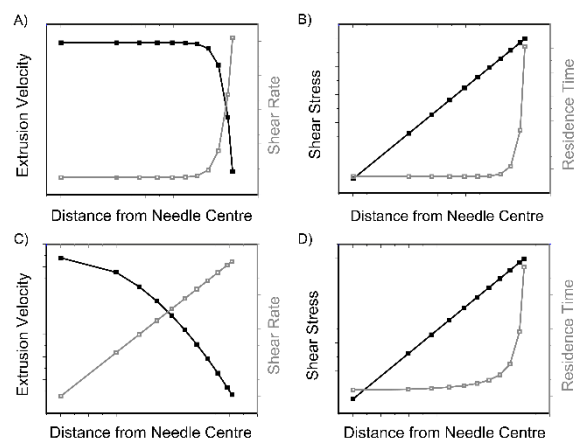 A)
Extrusion Velocity
Shear Rate
Distance from Needle Centre
B)
Shear Stress
Residence Time
Distance from Needle Centre
C)
Extrusion Velocity
Shear Rate
Distance from Needle Centre
D)
Shear Stress
Residence Time
Distance from Needle Centre